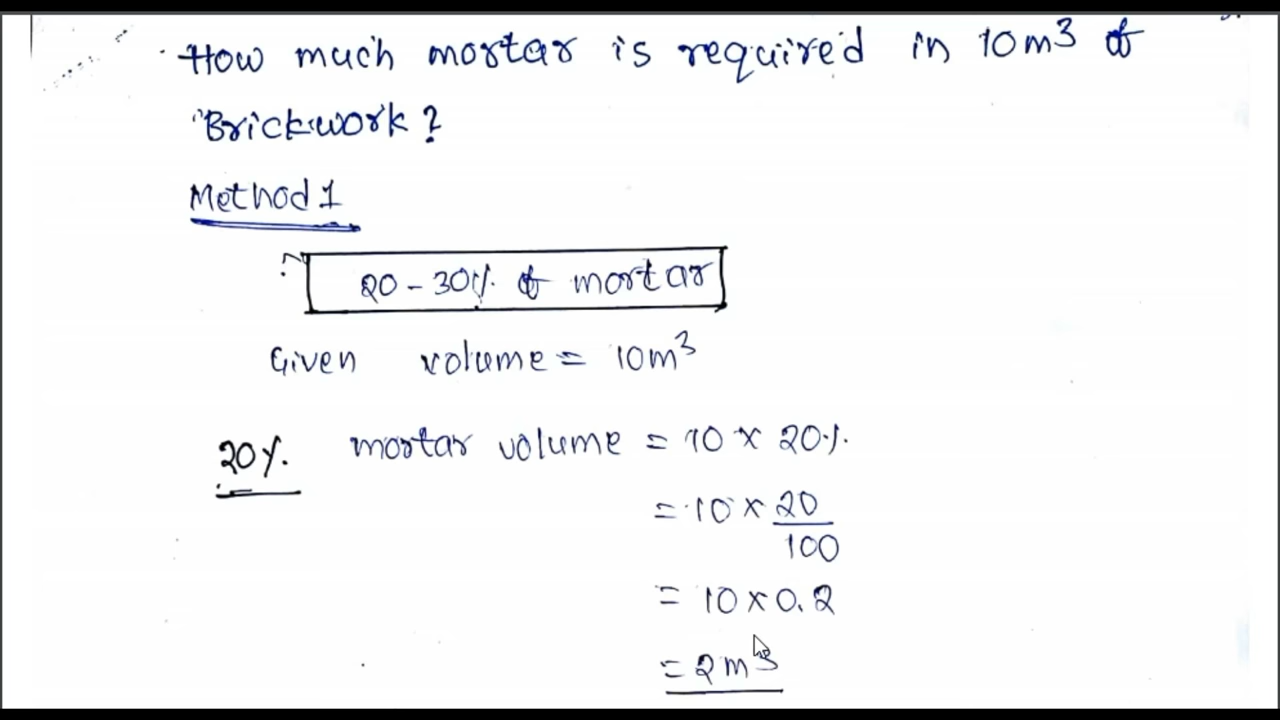 How much mortar is required in 10m³ of
Brickwork?
Method 1
20 - 30% of mortar
Given volume = 10m³
20% mortar volume = 10 x 20%
= 10 x 20/100
= 10 x 0.2
= 2m³